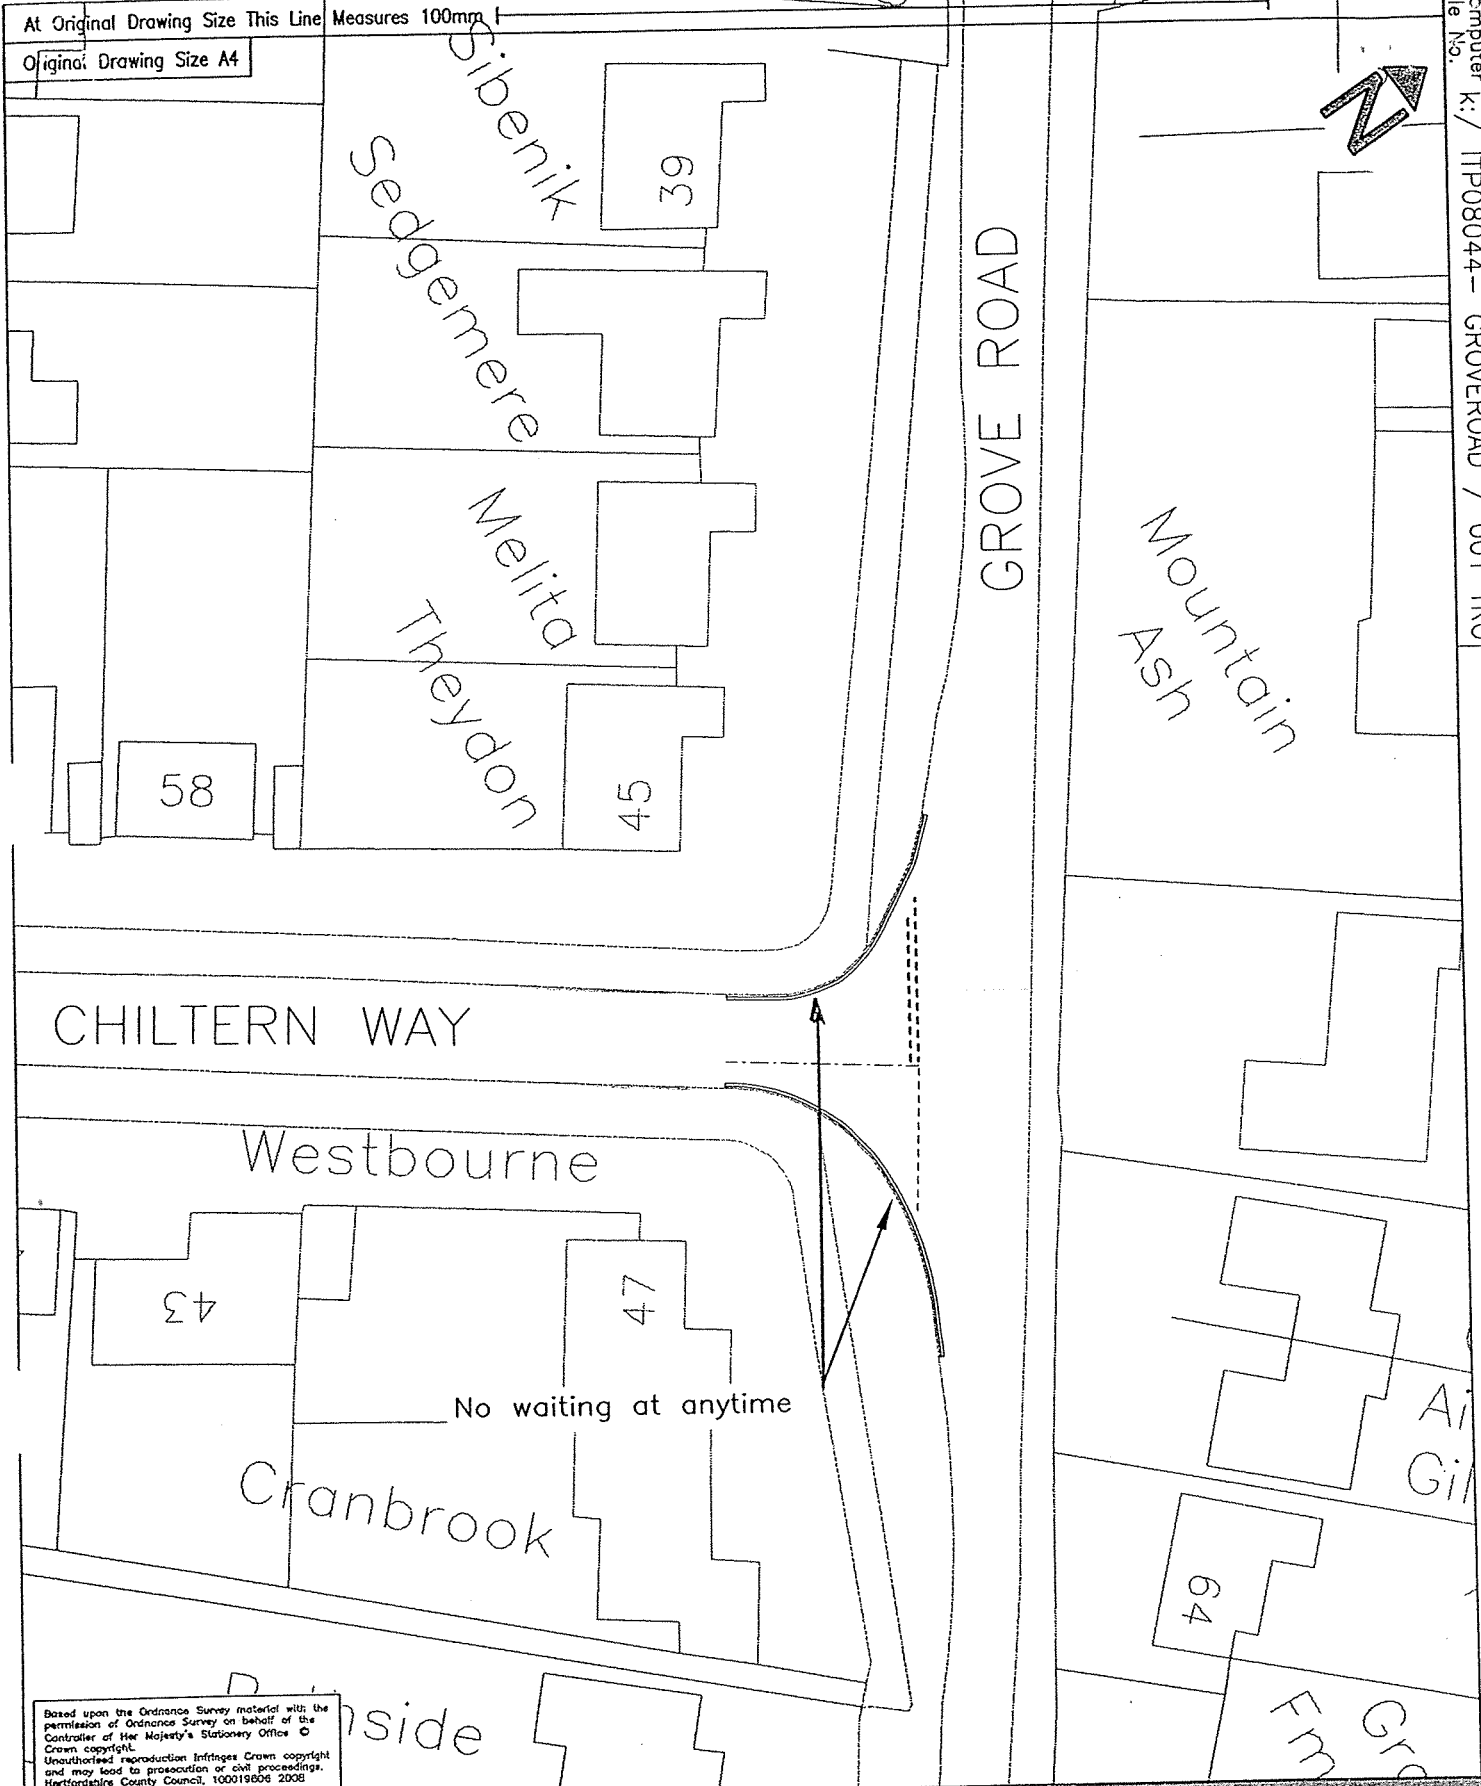 At Original Drawing Size This Line Measures 100mm
Original Drawing Size A4
K:/ TTP08044- GROVEROAD / 001
No.
Sibenik
39
Sedgemere
GROVE ROAD
Melita
Mountain
Ash
Theydon
58
45
CHILTERN WAY
Westbourne
43
47
No waiting at anytime
Cranbrook
64
Based upon the Ordnance Survey material with the
permission of Ordnance Survey on behalf of the
Controller of Her Majesty's Stationery Office ©
Crown copyright.
Unauthorised reproduction infringes Crown copyright
and may lead to prosecution or civil proceedings.
Hertfordshire County Council, 100019606 2008